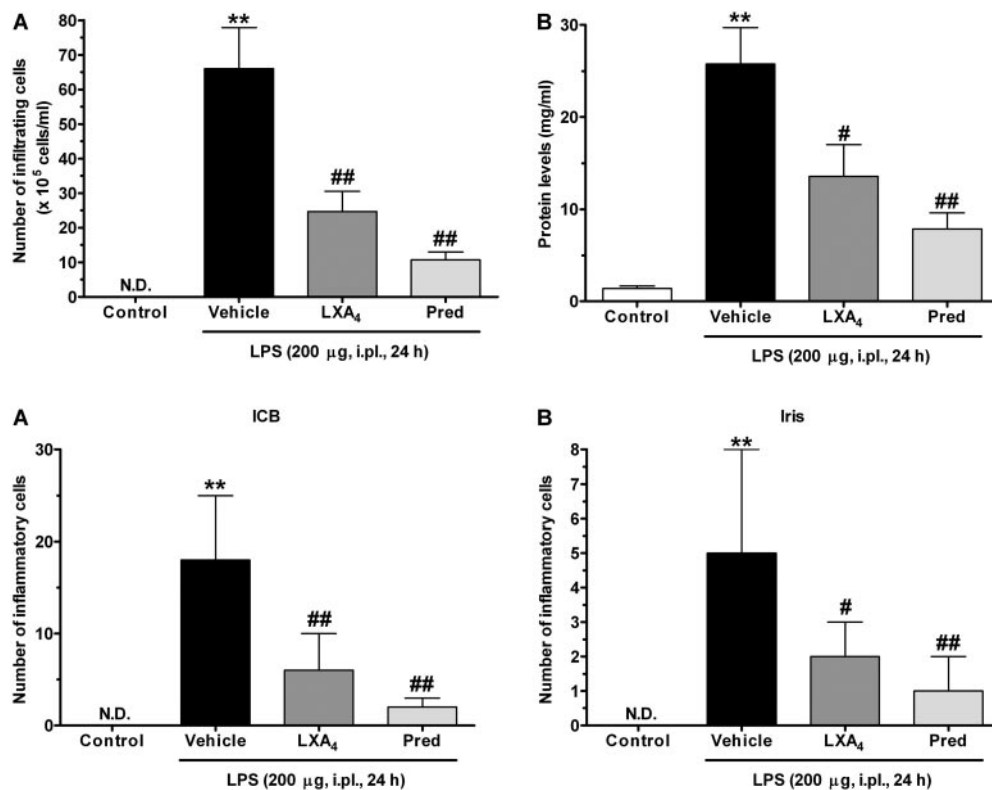 A
Number of infiltrating cells
(x 10⁵ cells/ml)
80
70
60
50
40
30
20
10
0
N.D.
**
##
##
Control
Vehicle
LXA₄
Pred
LPS (200 μg, i.pl., 24 h)
B
Protein levels (mg/ml)
30
20
10
0
**
#
##
Control
Vehicle
LXA₄
Pred
LPS (200 μg, i.pl., 24 h)
A
ICB
Number of inflammatory cells
30
20
10
0
N.D.
**
##
##
Control
Vehicle
LXA₄
Pred
LPS (200 μg, i.pl., 24 h)
B
Iris
Number of inflammatory cells
8
7
6
5
4
3
2
1
0
N.D.
**
#
##
Control
Vehicle
LXA₄
Pred
LPS (200 μg, i.pl., 24 h)